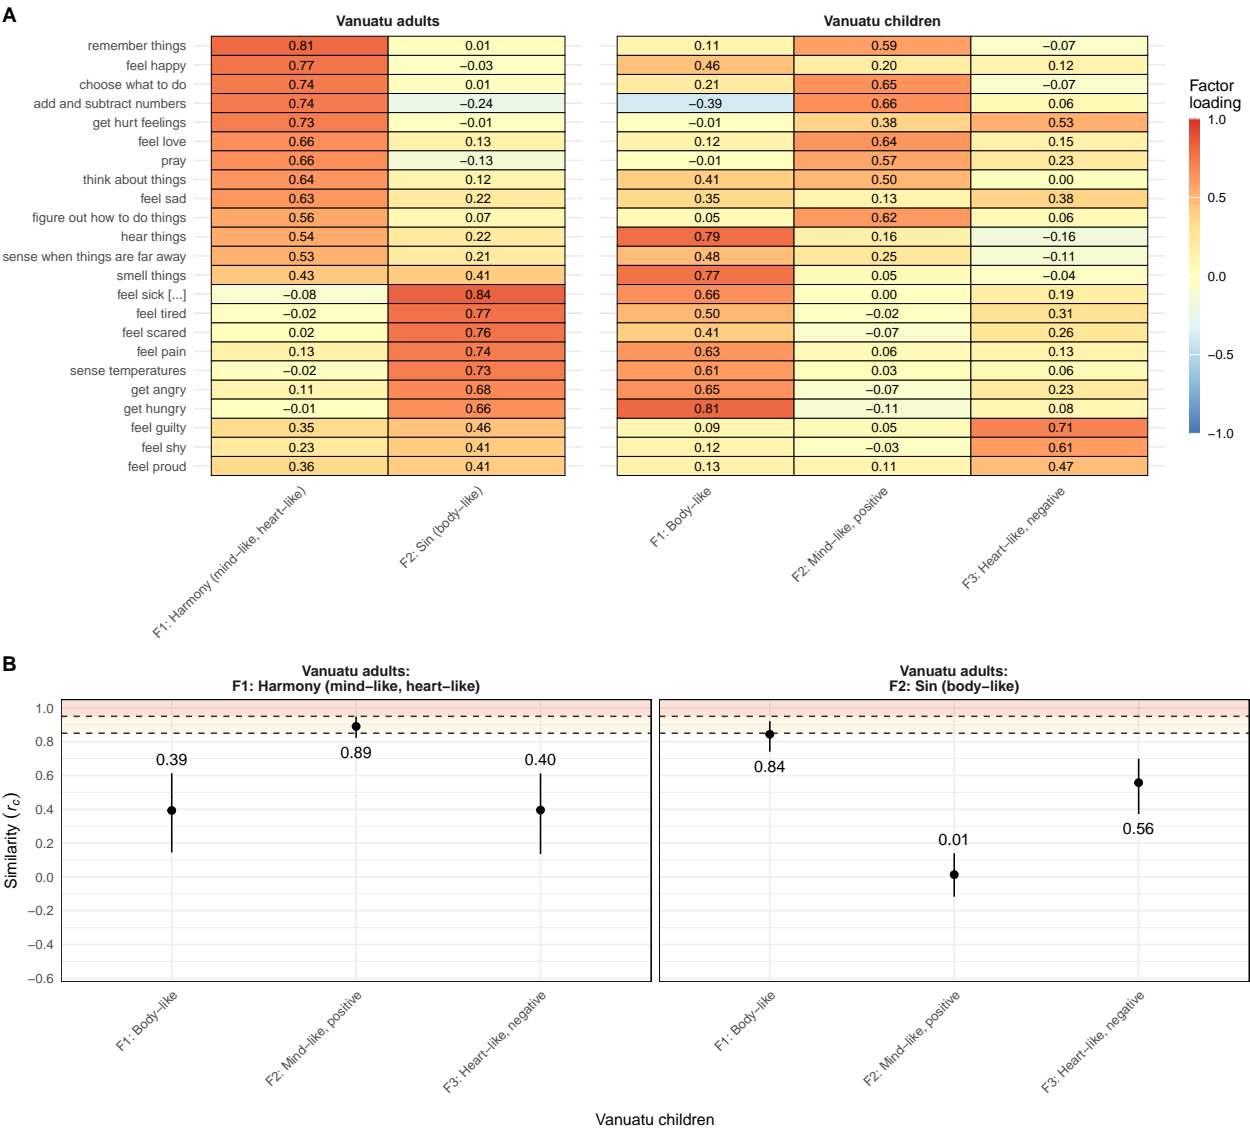 A
Vanuatu adults Vanuatu children
remember things 0.81 0.01 0.11 0.59 −0.07
feel happy 0.77 −0.03 0.46 0.20 0.12
choose what to do 0.74 0.01 0.21 0.65 −0.07
add and subtract numbers 0.74 −0.24 −0.39 0.66 0.06
get hurt feelings 0.73 −0.01 −0.01 0.38 0.53
feel love 0.66 0.13 0.12 0.64 0.15
pray 0.66 −0.13 −0.01 0.57 0.23
think about things 0.64 0.12 0.41 0.50 0.00
feel sad 0.63 0.22 0.35 0.13 0.38
figure out how to do things 0.56 0.07 0.05 0.62 0.06
hear things 0.54 0.22 0.79 0.16 −0.16
sense when things are far away 0.53 0.21 0.48 0.25 −0.11
smell things 0.43 0.41 0.77 0.05 −0.04
feel sick [...] −0.08 0.84 0.66 0.00 0.19
feel tired −0.02 0.77 0.50 −0.02 0.31
feel scared 0.02 0.76 0.41 −0.07 0.26
feel pain 0.13 0.74 0.63 0.06 0.13
sense temperatures −0.02 0.73 0.61 0.03 0.06
get angry 0.11 0.68 0.65 −0.07 0.23
get hungry −0.01 0.66 0.81 −0.11 0.08
feel guilty 0.35 0.46 0.09 0.05 0.71
feel shy 0.23 0.41 0.12 −0.03 0.61
feel proud 0.36 0.41 0.13 0.11 0.47
F1: Harmony (mind−like, heart−like)
F2: Sin (body−like)
F1: Body−like
F2: Mind−like, positive
F3: Heart−like, negative
Factor
loading
1.0
0.5
0.0
−0.5
−1.0
B
Vanuatu adults:
F1: Harmony (mind−like, heart−like)
Vanuatu adults:
F2: Sin (body−like)
Similarity (rc)
1.0
0.8
0.6
0.4
0.2
0.0
−0.2
−0.4
−0.6
0.39
0.89
0.40
0.84
0.01
0.56
F1: Body−like
F2: Mind−like, positive
F3: Heart−like, negative
F1: Body−like
F2: Mind−like, positive
F3: Heart−like, negative
Vanuatu children